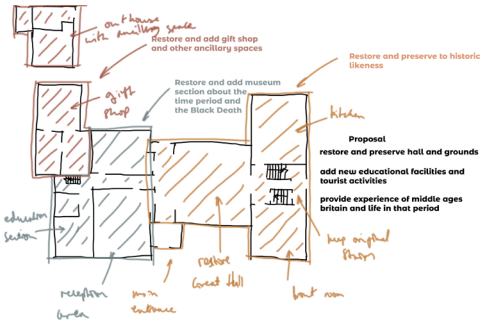 outhouse
with ancillary space
Restore and add gift shop
and other ancillary spaces
Restore and preserve to historic
likeness
Restore and add museum
section about the
time period and
the Black Death
gift
shop
kitchen
Proposal
restore and preserve hall and grounds
add new educational facilities and
tourist activities
provide experience of middle ages
britain and life in that period
education
section
keep original
stairs
restore
Great Hall
main
entrance
reception
area
front room